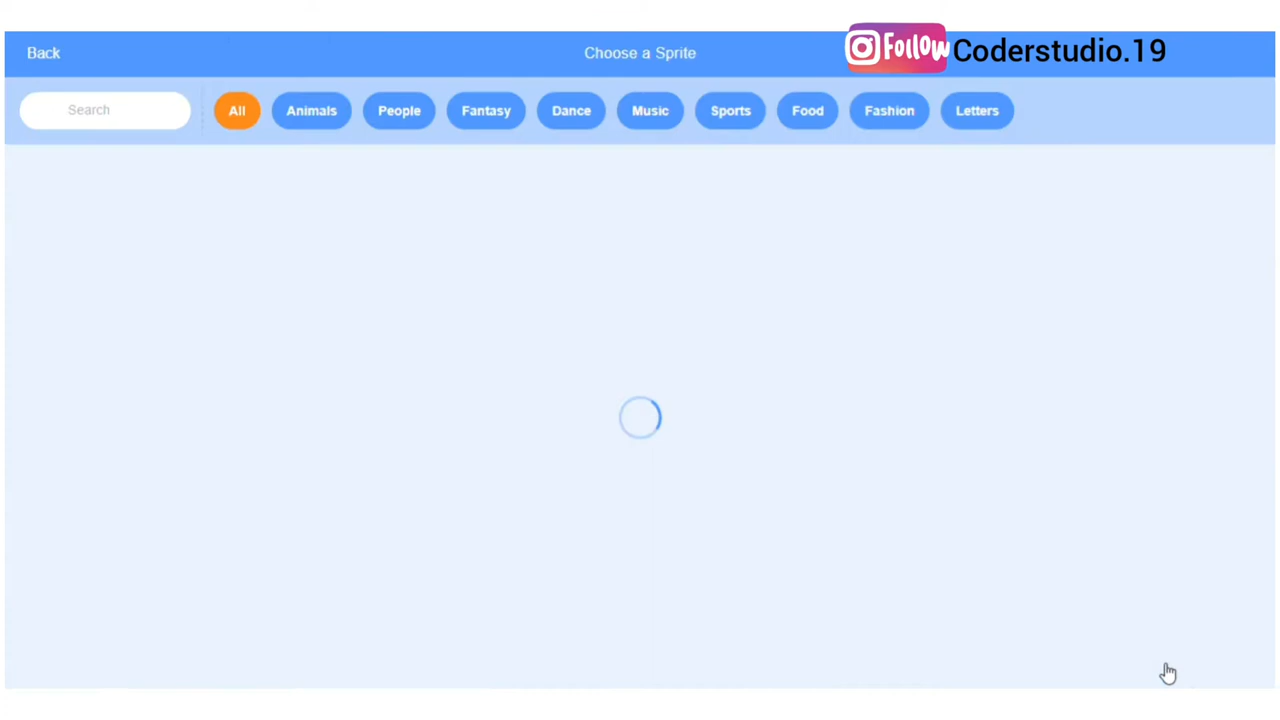 Back
Choose a Sprite
Follow Coderstudio.19
Search
All
Animals
People
Fantasy
Dance
Music
Sports
Food
Fashion
Letters